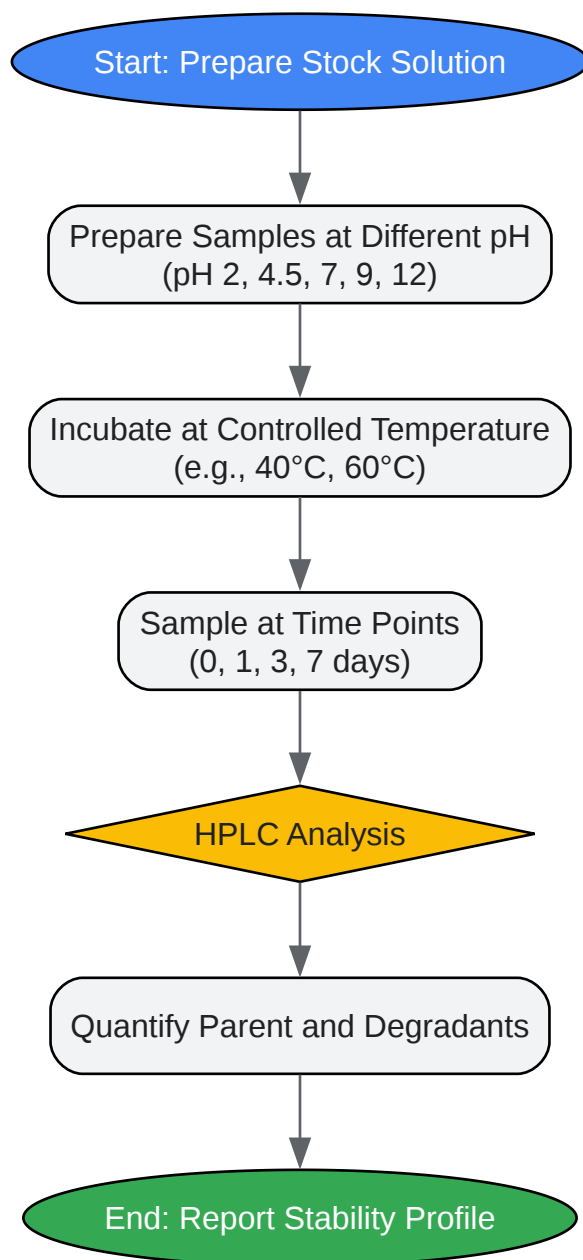 Start: Prepare Stock Solution
Prepare Samples at Different pH
(pH 2, 4.5, 7, 9, 12)
Incubate at Controlled Temperature
(e.g., 40°C, 60°C)
Sample at Time Points
(0, 1, 3, 7 days)
HPLC Analysis
Quantify Parent and Degradants
End: Report Stability Profile